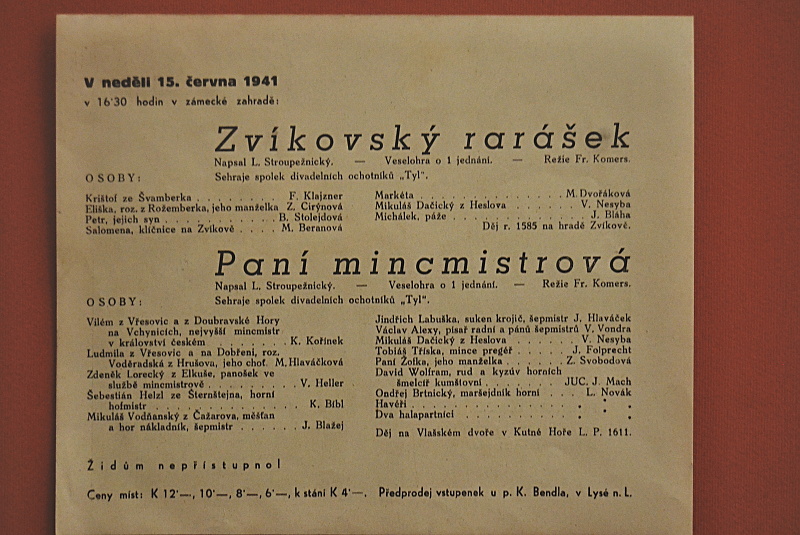 V neděli 15. června 1941
v 16'30 hodin v zámecké zahradě:
Zvíkovský rarášek
Napsal L. Stroupežnický. — Veselohra o 1 jednání. — Režie Fr. Komers.
OSOBY: Sehraje spolek divadelních ochotníků „Tyl".
Krištof ze Švamberka . . . . . . . . F. Klajzner
Eliška, roz. z Rožemberka, jeho manželka Z. Cirýnová
Petr, jejich syn . . . . . . . . . . B. Stolejdová
Salomena, klíčnice na Zvíkově . . . . M. Beranová
Markéta . . . . . . . . . . . . . M. Dvořáková
Mikuláš Dačický z Heslova . . . . . . V. Nesyba
Michálek, páže . . . . . . . . . . . J. Bláha
Děj r. 1585 na hradě Zvíkově.
Paní mincmistrová
Napsal L. Stroupežnický. — Veselohra o 1 jednání. — Režie Fr. Komers.
OSOBY: Sehraje spolek divadelních ochotníků „Tyl".
Vilém z Vřesovic a z Doubravské Hory
na Vchynicích, nejvyšší mincmistr
v království českém . . . . . . . . K. Kořínek
Ludmila z Vřesovic a na Dobření, roz.
Voděradská z Hrušova, jeho choť. M. Hlaváčková
Zdeněk Lorecký z Elkuše, panošek ve
službě mincmistrově . . . . . . . . V. Heller
Šebestián Helzl ze Šternštejna, horní
hofmistr . . . . . . . . . . . . . K. Bíbl
Mikuláš Vodňanský z Čažarova, měšťan
a hor nákladník, šepmistr . . . . . . J. Blažej
Jindřich Labuška, suken krojič, šepmistr J. Hlaváček
Václav Alexy, písař radní a pánů šepmistrů V. Vondra
Mikuláš Dačický z Heslova . . . . . . V. Nesyba
Tobiáš Tříska, mince pregéř . . . . . J. Folprecht
Paní Žofka, jeho manželka . . . . . Z. Svobodová
David Wolfram, rud a kyzův horních
šmelcíř kumštovní . . . . . . JUC. J. Mach
Ondřej Brtnický, maršejdník horní . . . L. Novák
Havéři . . . . . . . . . . . . . . .
Dva halapartníci . . . . . . . . . . .
Děj na Vlašském dvoře v Kutné Hoře L. P. 1611.
Židům nepřístupno!
Ceny míst: K 12'—, 10'—, 8'—, 6'—, k stání K 4'—. Předprodej vstupenek u p. K. Bendla, v Lysé n. L.